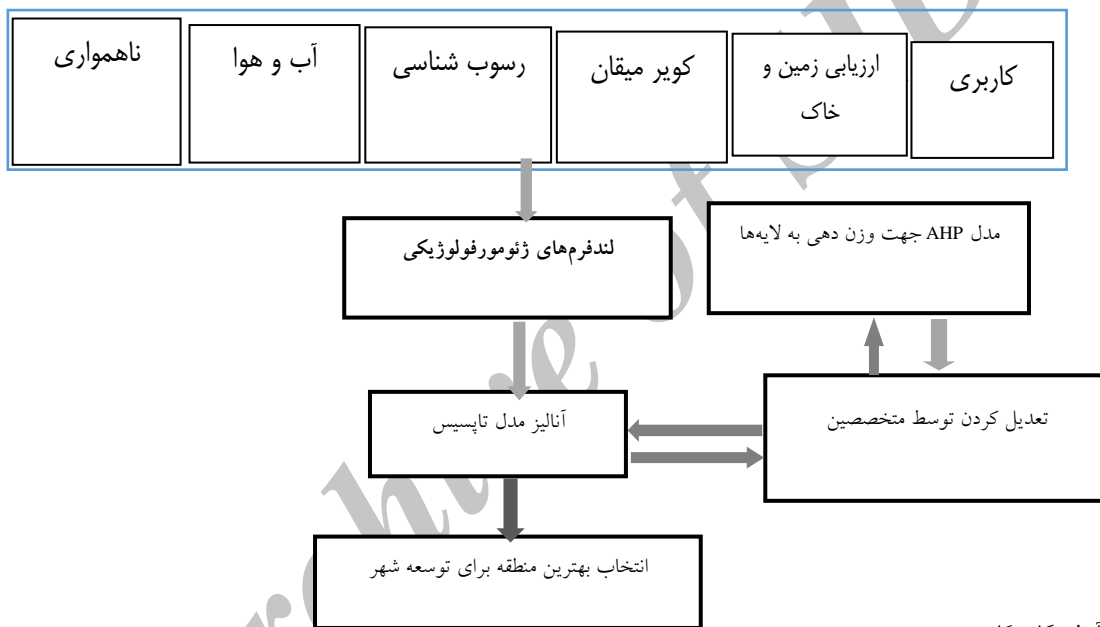 کاربری
ارزیابی زمین و
خاک
کویر میقان
رسوب شناسی
آب و هوا
ناهمواری
مدل AHP جهت وزن دهی به لایه‌ها
لندفرم‌های ژئومورفولوژیکی
تعدیل کردن توسط متخصصین
آنالیز مدل تاپسیس
انتخاب بهترین منطقه برای توسعه شهر